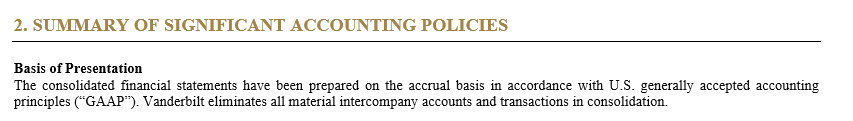 2. SUMMARY OF SIGNIFICANT ACCOUNTING POLICIES
Basis of Presentation
The consolidated financial statements have been prepared on the accrual basis in accordance with U.S. generally accepted accounting
principles (“GAAP”). Vanderbilt eliminates all material intercompany accounts and transactions in consolidation.